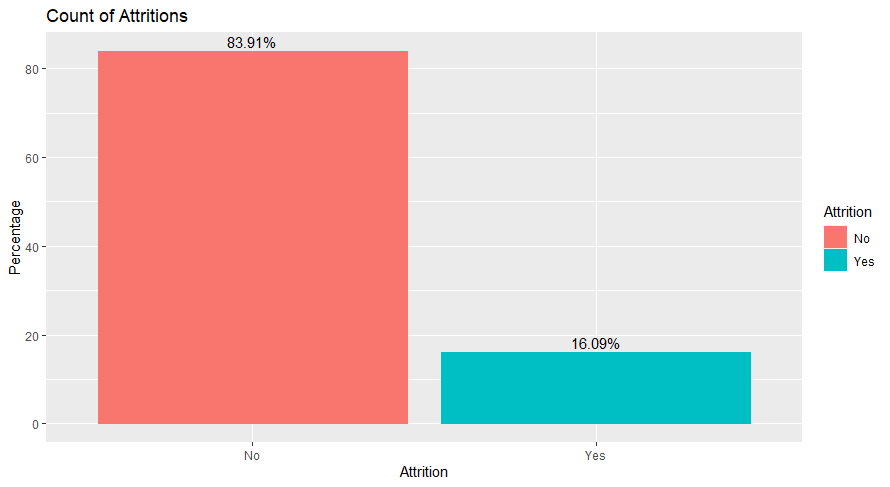 Count of Attritions
83.91%
16.09%
80
60
40
20
0
Percentage
No
Yes
Attrition
Attrition
No
Yes